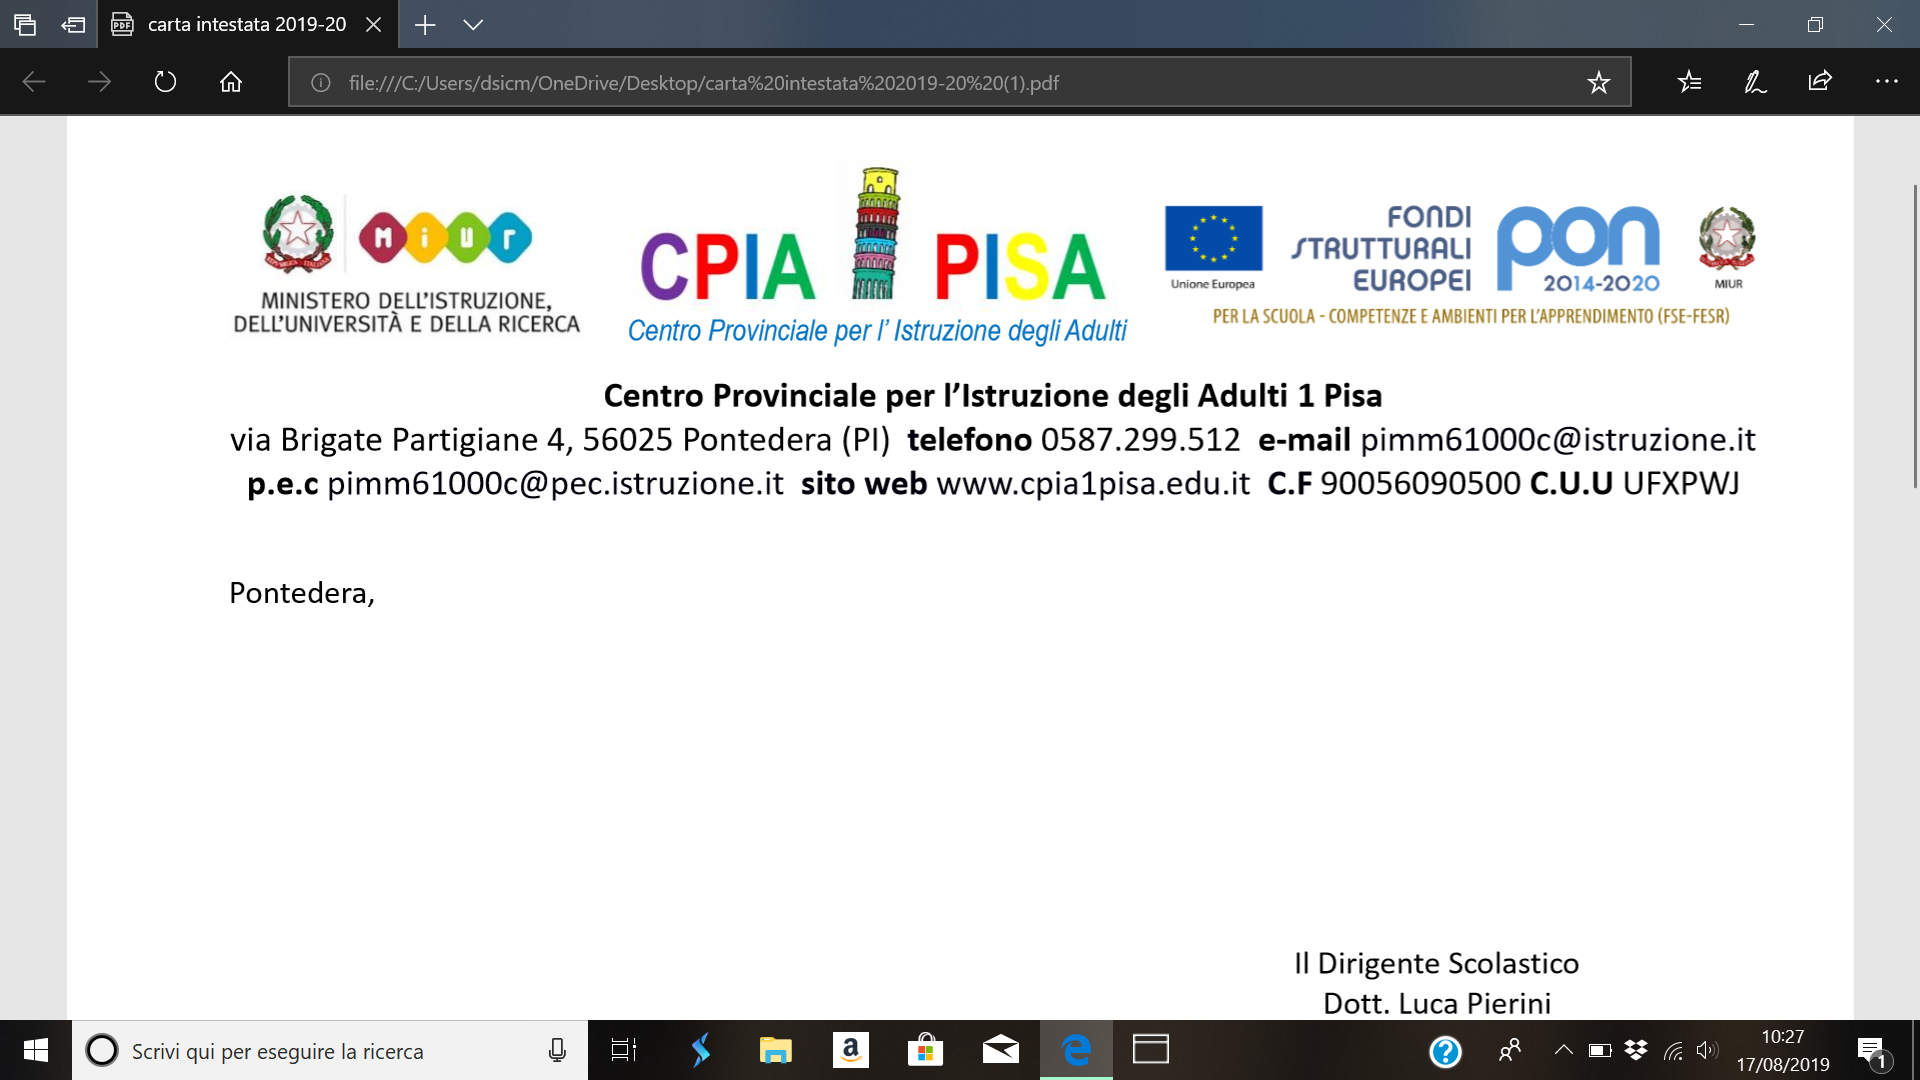 carta intestata 2019-20
file:///C:/Users/dsicm/OneDrive/Desktop/carta%20intestata%202019-20%20(1).pdf
MiUr
MINISTERO DELL'ISTRUZIONE,
DELL'UNIVERSITÀ E DELLA RICERCA
CPIA PISA
Centro Provinciale per l' Istruzione degli Adulti
Unione Europea
FONDI
STRUTTURALI
EUROPEI
pon
2014-2020
MIUR
PER LA SCUOLA - COMPETENZE E AMBIENTI PER L'APPRENDIMENTO (FSE-FESR)
Centro Provinciale per l’Istruzione degli Adulti 1 Pisa
via Brigate Partigiane 4, 56025 Pontedera (PI) telefono 0587.299.512 e-mail pimm61000c@istruzione.it
p.e.c pimm61000c@pec.istruzione.it sito web www.cpia1pisa.edu.it C.F 90056090500 C.U.U UFXPWJ
Pontedera,
Il Dirigente Scolastico
Dott. Luca Pierini
Scrivi qui per eseguire la ricerca
10:27
17/08/2019
1